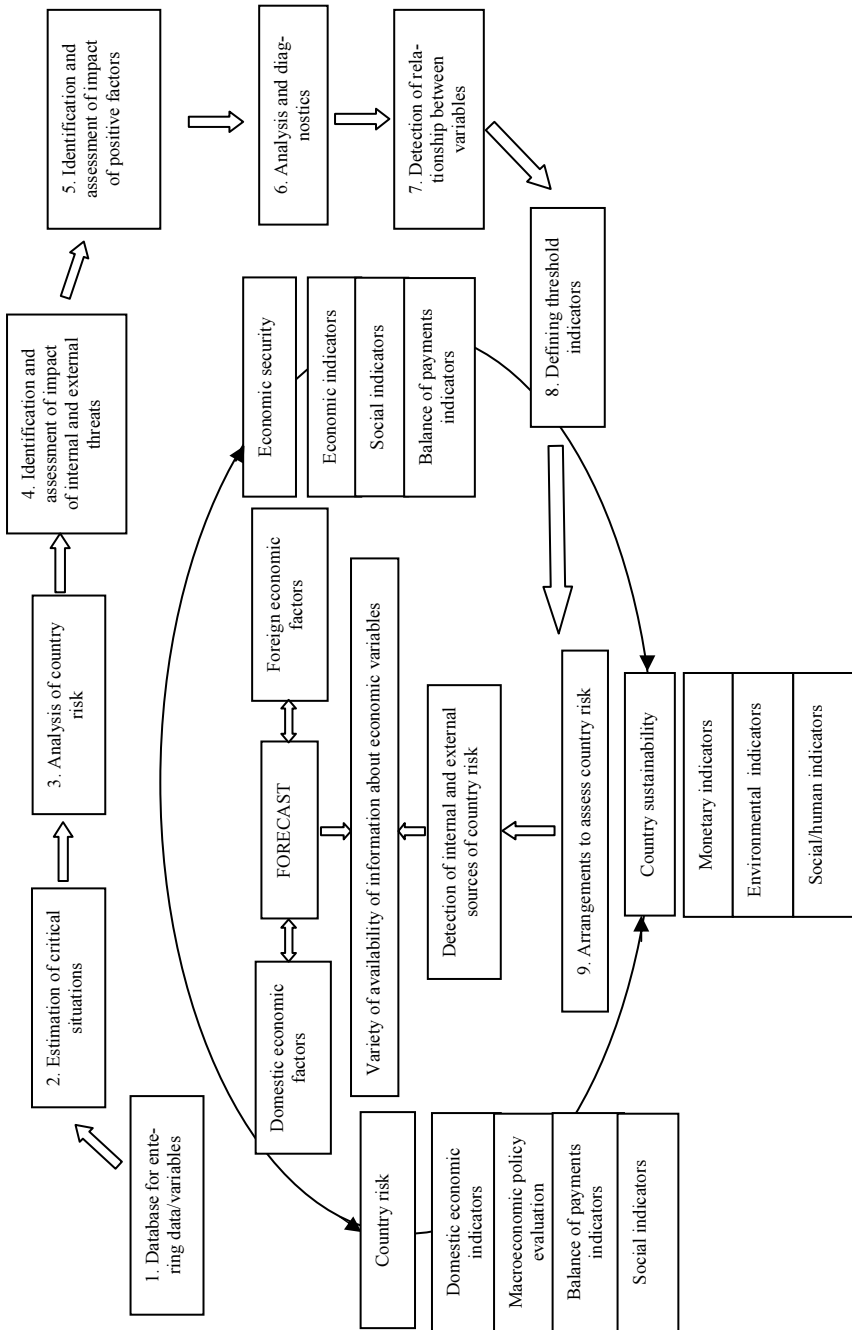 1. Database for ente-
ring data/variables
2. Estimation of critical
situations
3. Analysis of country
risk
4. Identification and
assessment of impact
of internal and external
threats
5. Identification and
assessment of impact
of positive factors
6. Analysis and diag-
nostics
7. Detection of rela-
tionship between
variables
8. Defining threshold
indicators
9. Arrangements to assess country risk
Domestic economic
factors
FORECAST
Foreign economic
factors
Variety of availability of information about economic variables
Detection of internal and external
sources of country risk
Country risk
Domestic economic
indicators
Macroeconomic policy
evaluation
Balance of payments
indicators
Social indicators
Economic security
Economic indicators
Social indicators
Balance of payments
indicators
Country sustainability
Monetary indicators
Environmental indicators
Social/human indicators